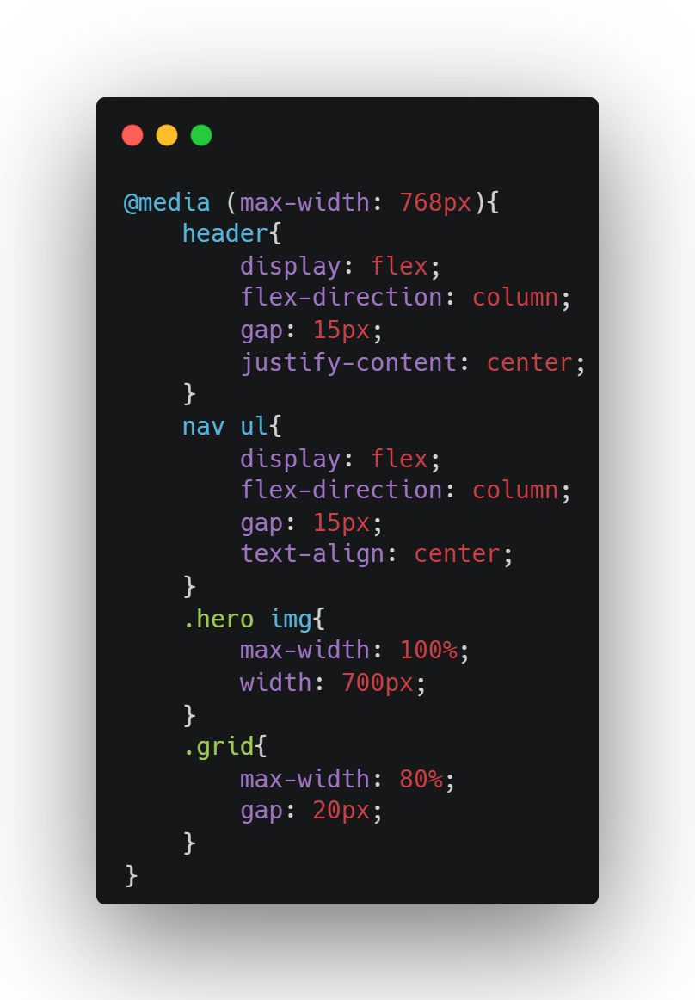 @media (max-width: 768px){
    header{
        display: flex;
        flex-direction: column;
        gap: 15px;
        justify-content: center;
    }
    nav ul{
        display: flex;
        flex-direction: column;
        gap: 15px;
        text-align: center;
    }
    .hero img{
        max-width: 100%;
        width: 700px;
    }
    .grid{
        max-width: 80%;
        gap: 20px;
    }
}